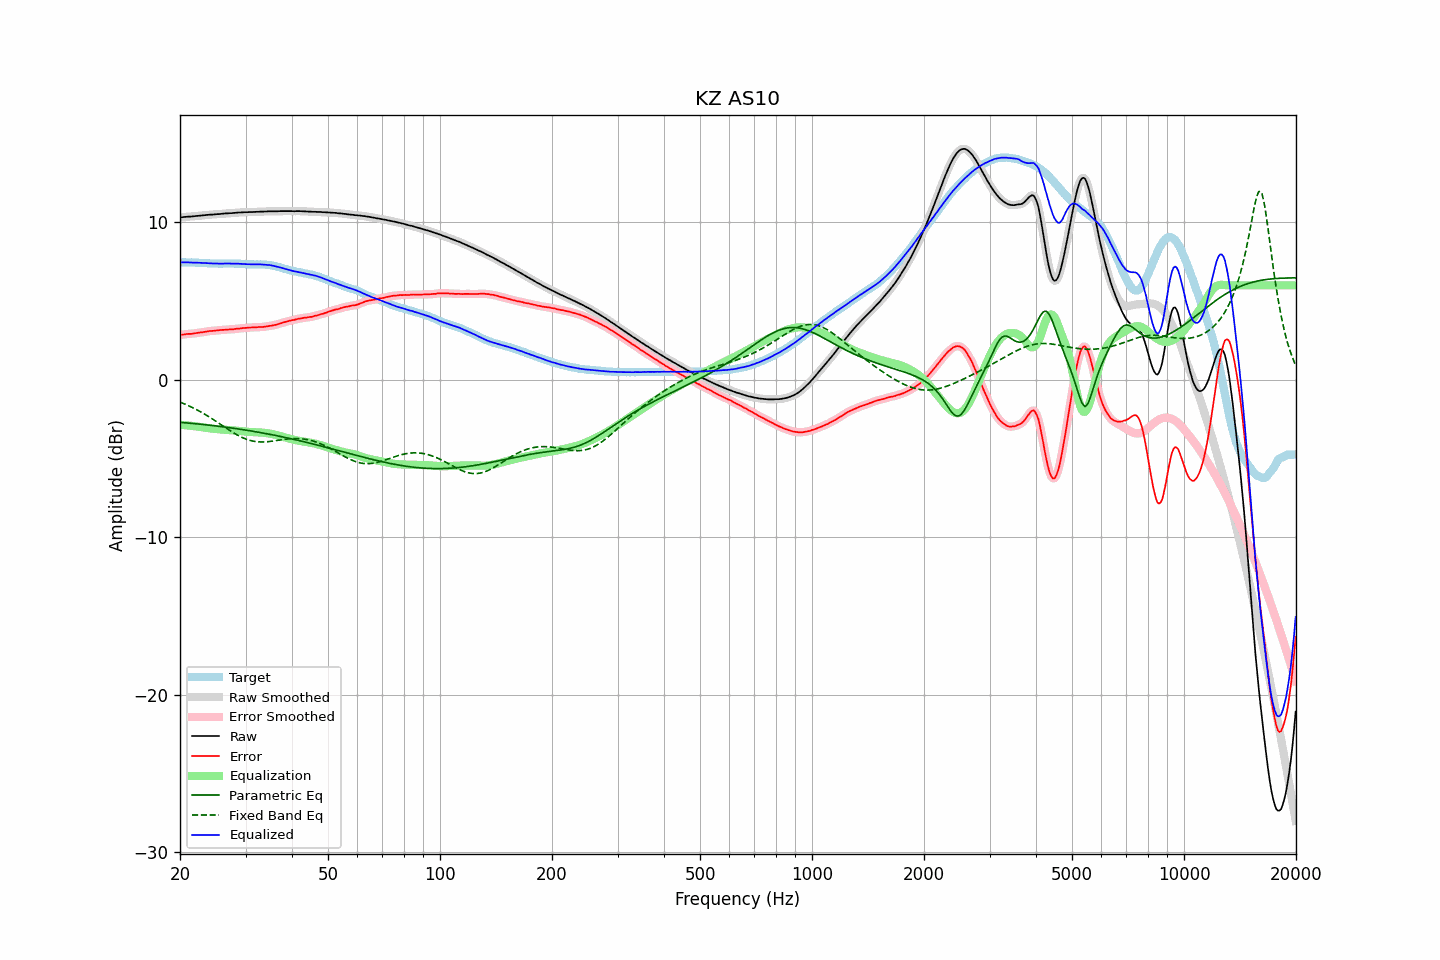 KZ AS10
Amplitude (dBr)
10
0
−10
−20
−30
Target
Raw Smoothed
Error Smoothed
Raw
Error
Equalization
Parametric Eq
Fixed Band Eq
Equalized
20 50 100 200 500 1000 2000 5000 10000 20000
Frequency (Hz)